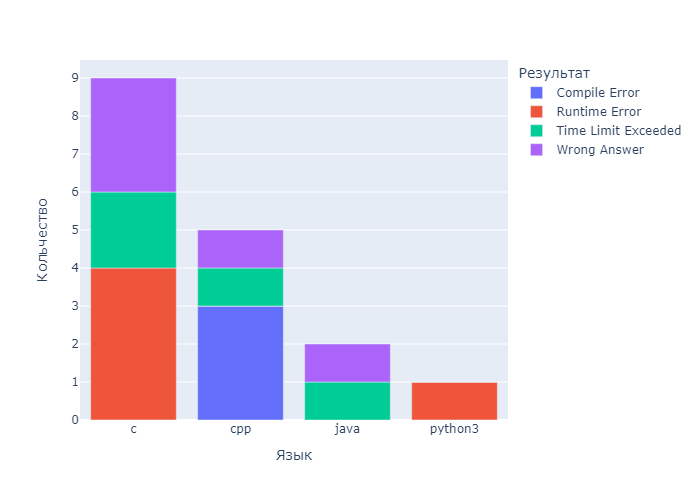 Результат
Compile Error
Runtime Error
Time Limit Exceeded
Wrong Answer
Кольчество
9
8
7
6
5
4
3
2
1
0
c cpp java python3
Язык